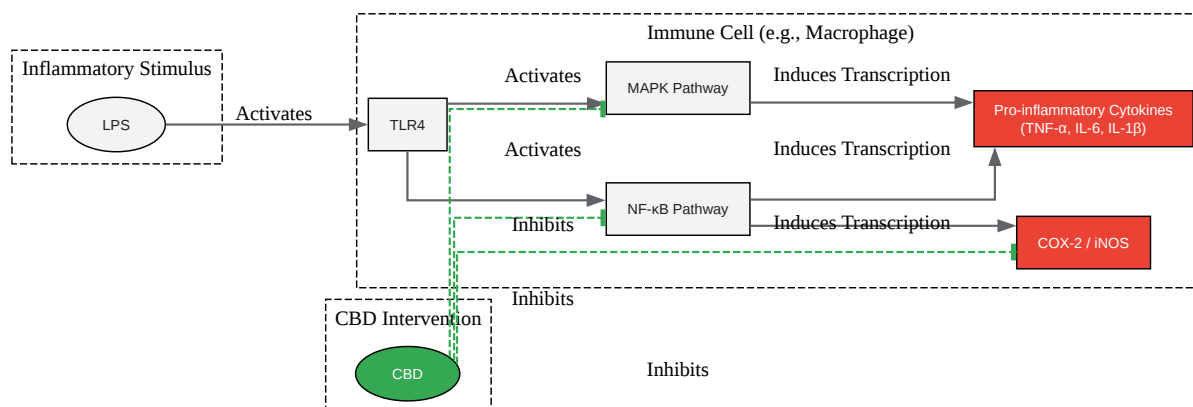 Immune Cell (e.g., Macrophage)
Inflammatory Stimulus
Activates
Induces Transcription
MAPK Pathway
LPS
Activates
TLR4
Pro-inflammatory Cytokines
(TNF-α, IL-6, IL-1β)
Activates
Induces Transcription
NF-κB Pathway
Inhibits
Induces Transcription
COX-2 / iNOS
Inhibits
CBD Intervention
CBD
Inhibits